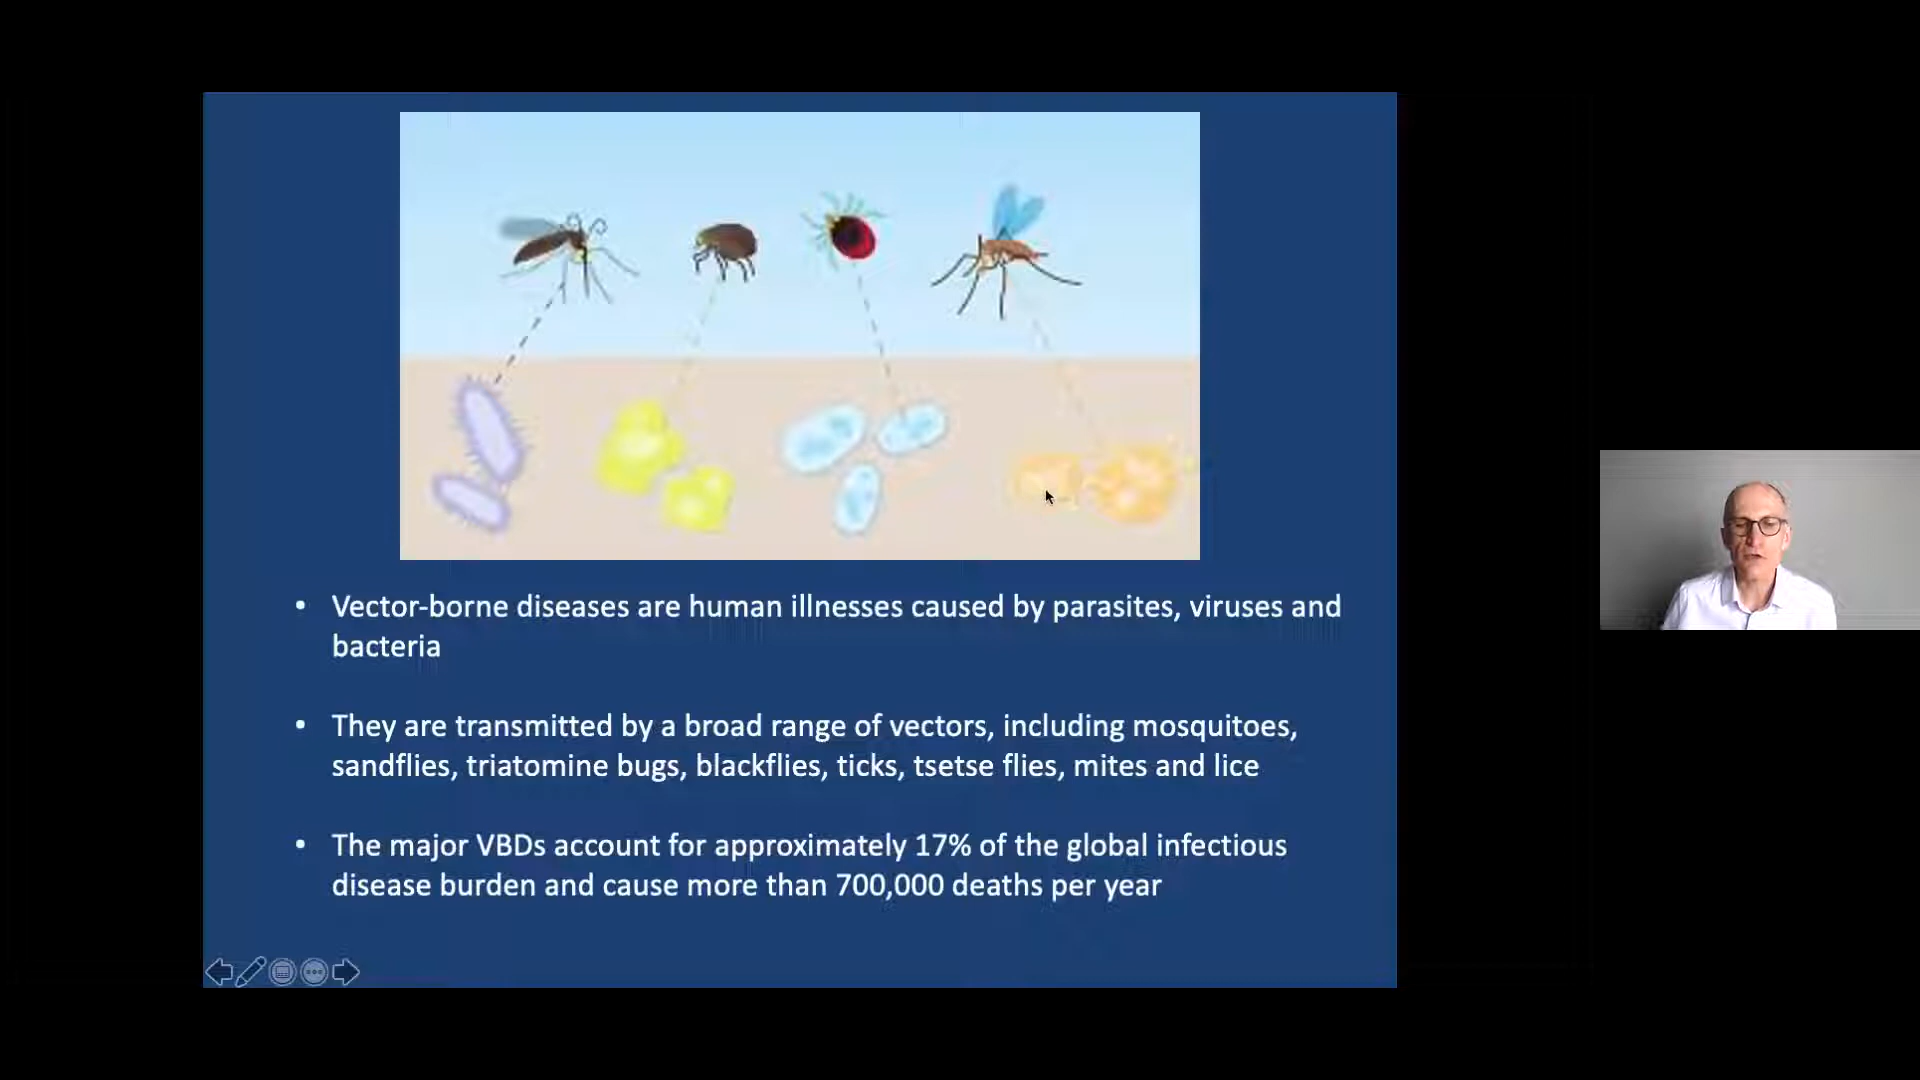 • Vector-borne diseases are human illnesses caused by parasites, viruses and
bacteria
• They are transmitted by a broad range of vectors, including mosquitoes,
sandflies, triatomine bugs, blackflies, ticks, tsetse flies, mites and lice
• The major VBDs account for approximately 17% of the global infectious
disease burden and cause more than 700,000 deaths per year